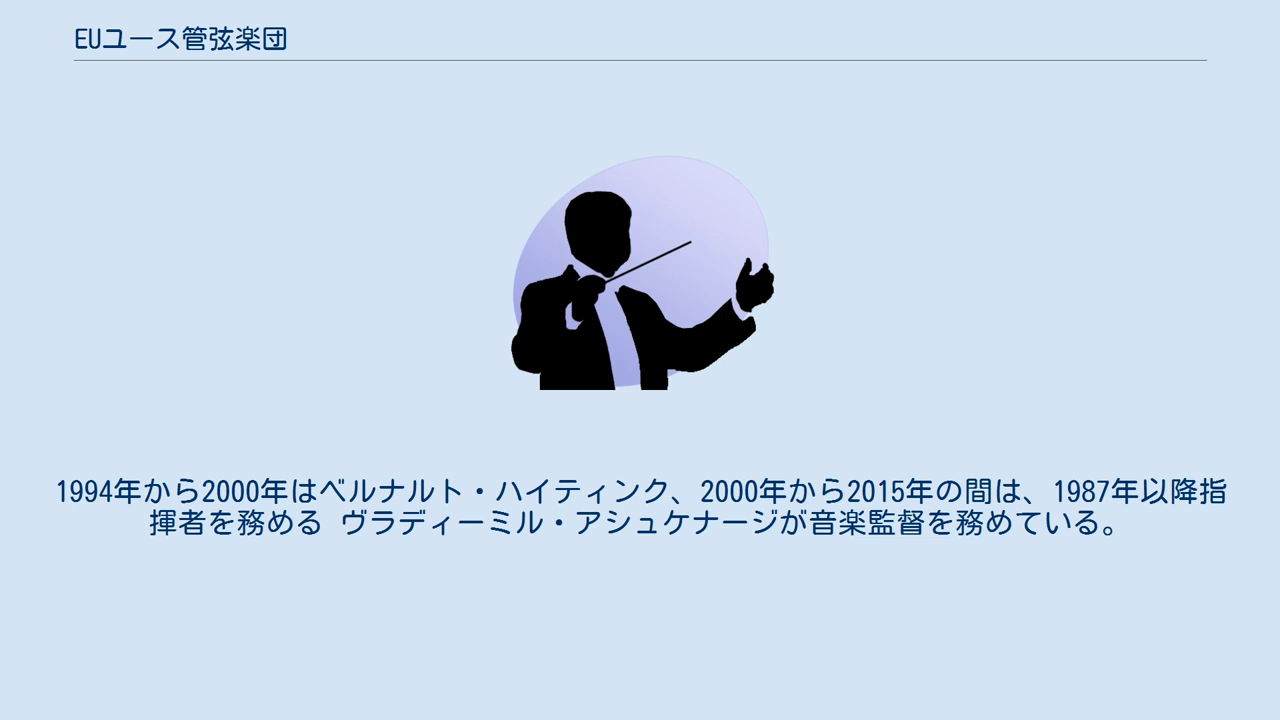 EUユース管弦楽団
1994年から2000年はベルナルト・ハイティンク、2000年から2015年の間は、1987年以降指
揮者を務める ヴラディーミル・アシュケナージが音楽監督を務めている。